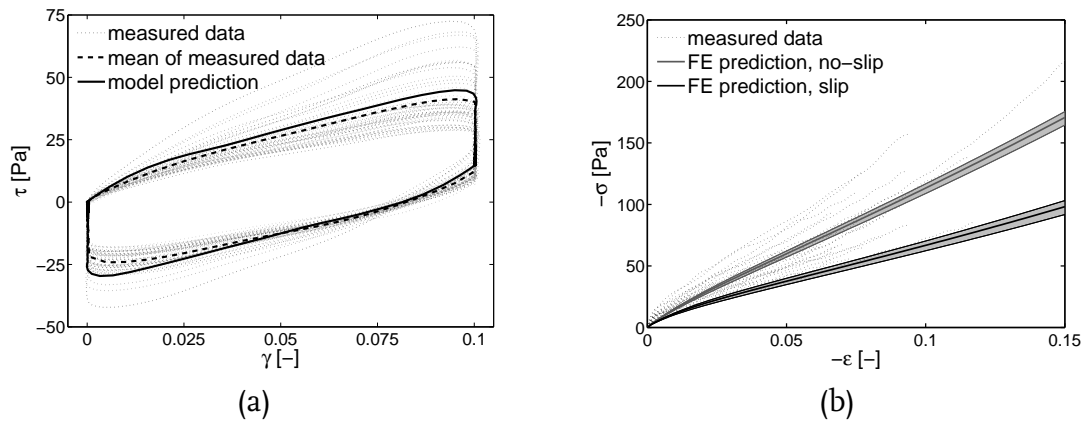 75
50
25
0
−25
−50
0
0.025
0.05
0.075
0.1
τ [Pa]
γ [−]
measured data
mean of measured data
model prediction
(a)
250
200
150
100
50
0
0
0.05
0.1
0.15
−σ [Pa]
−ε [−]
measured data
FE prediction, no−slip
FE prediction, slip
(b)